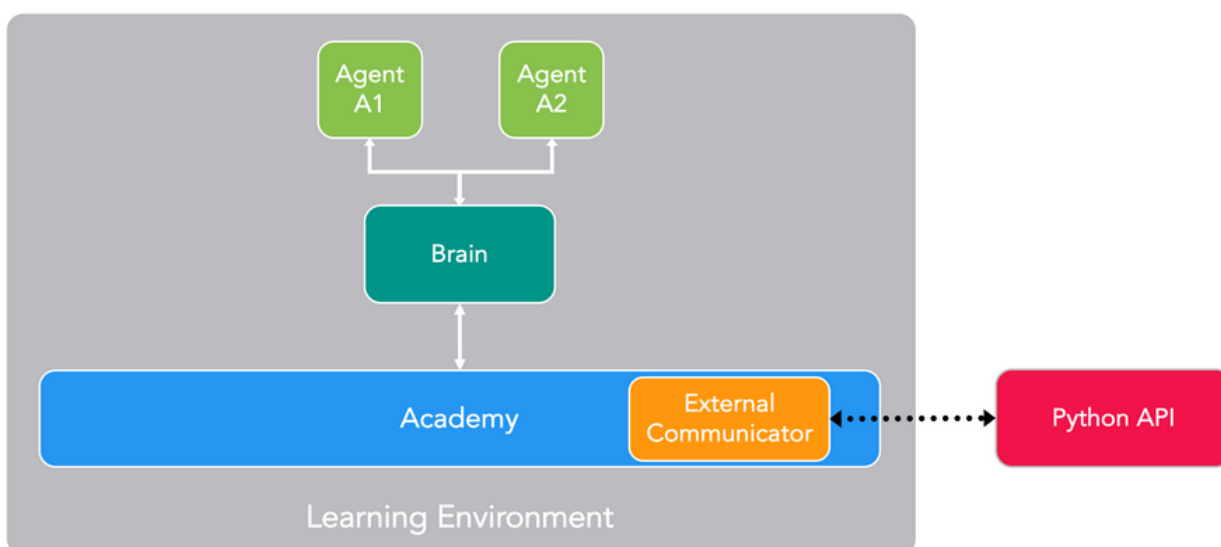 Agent
A1
Agent
A2
Brain
Academy
External
Communicator
Python API
Learning Environment